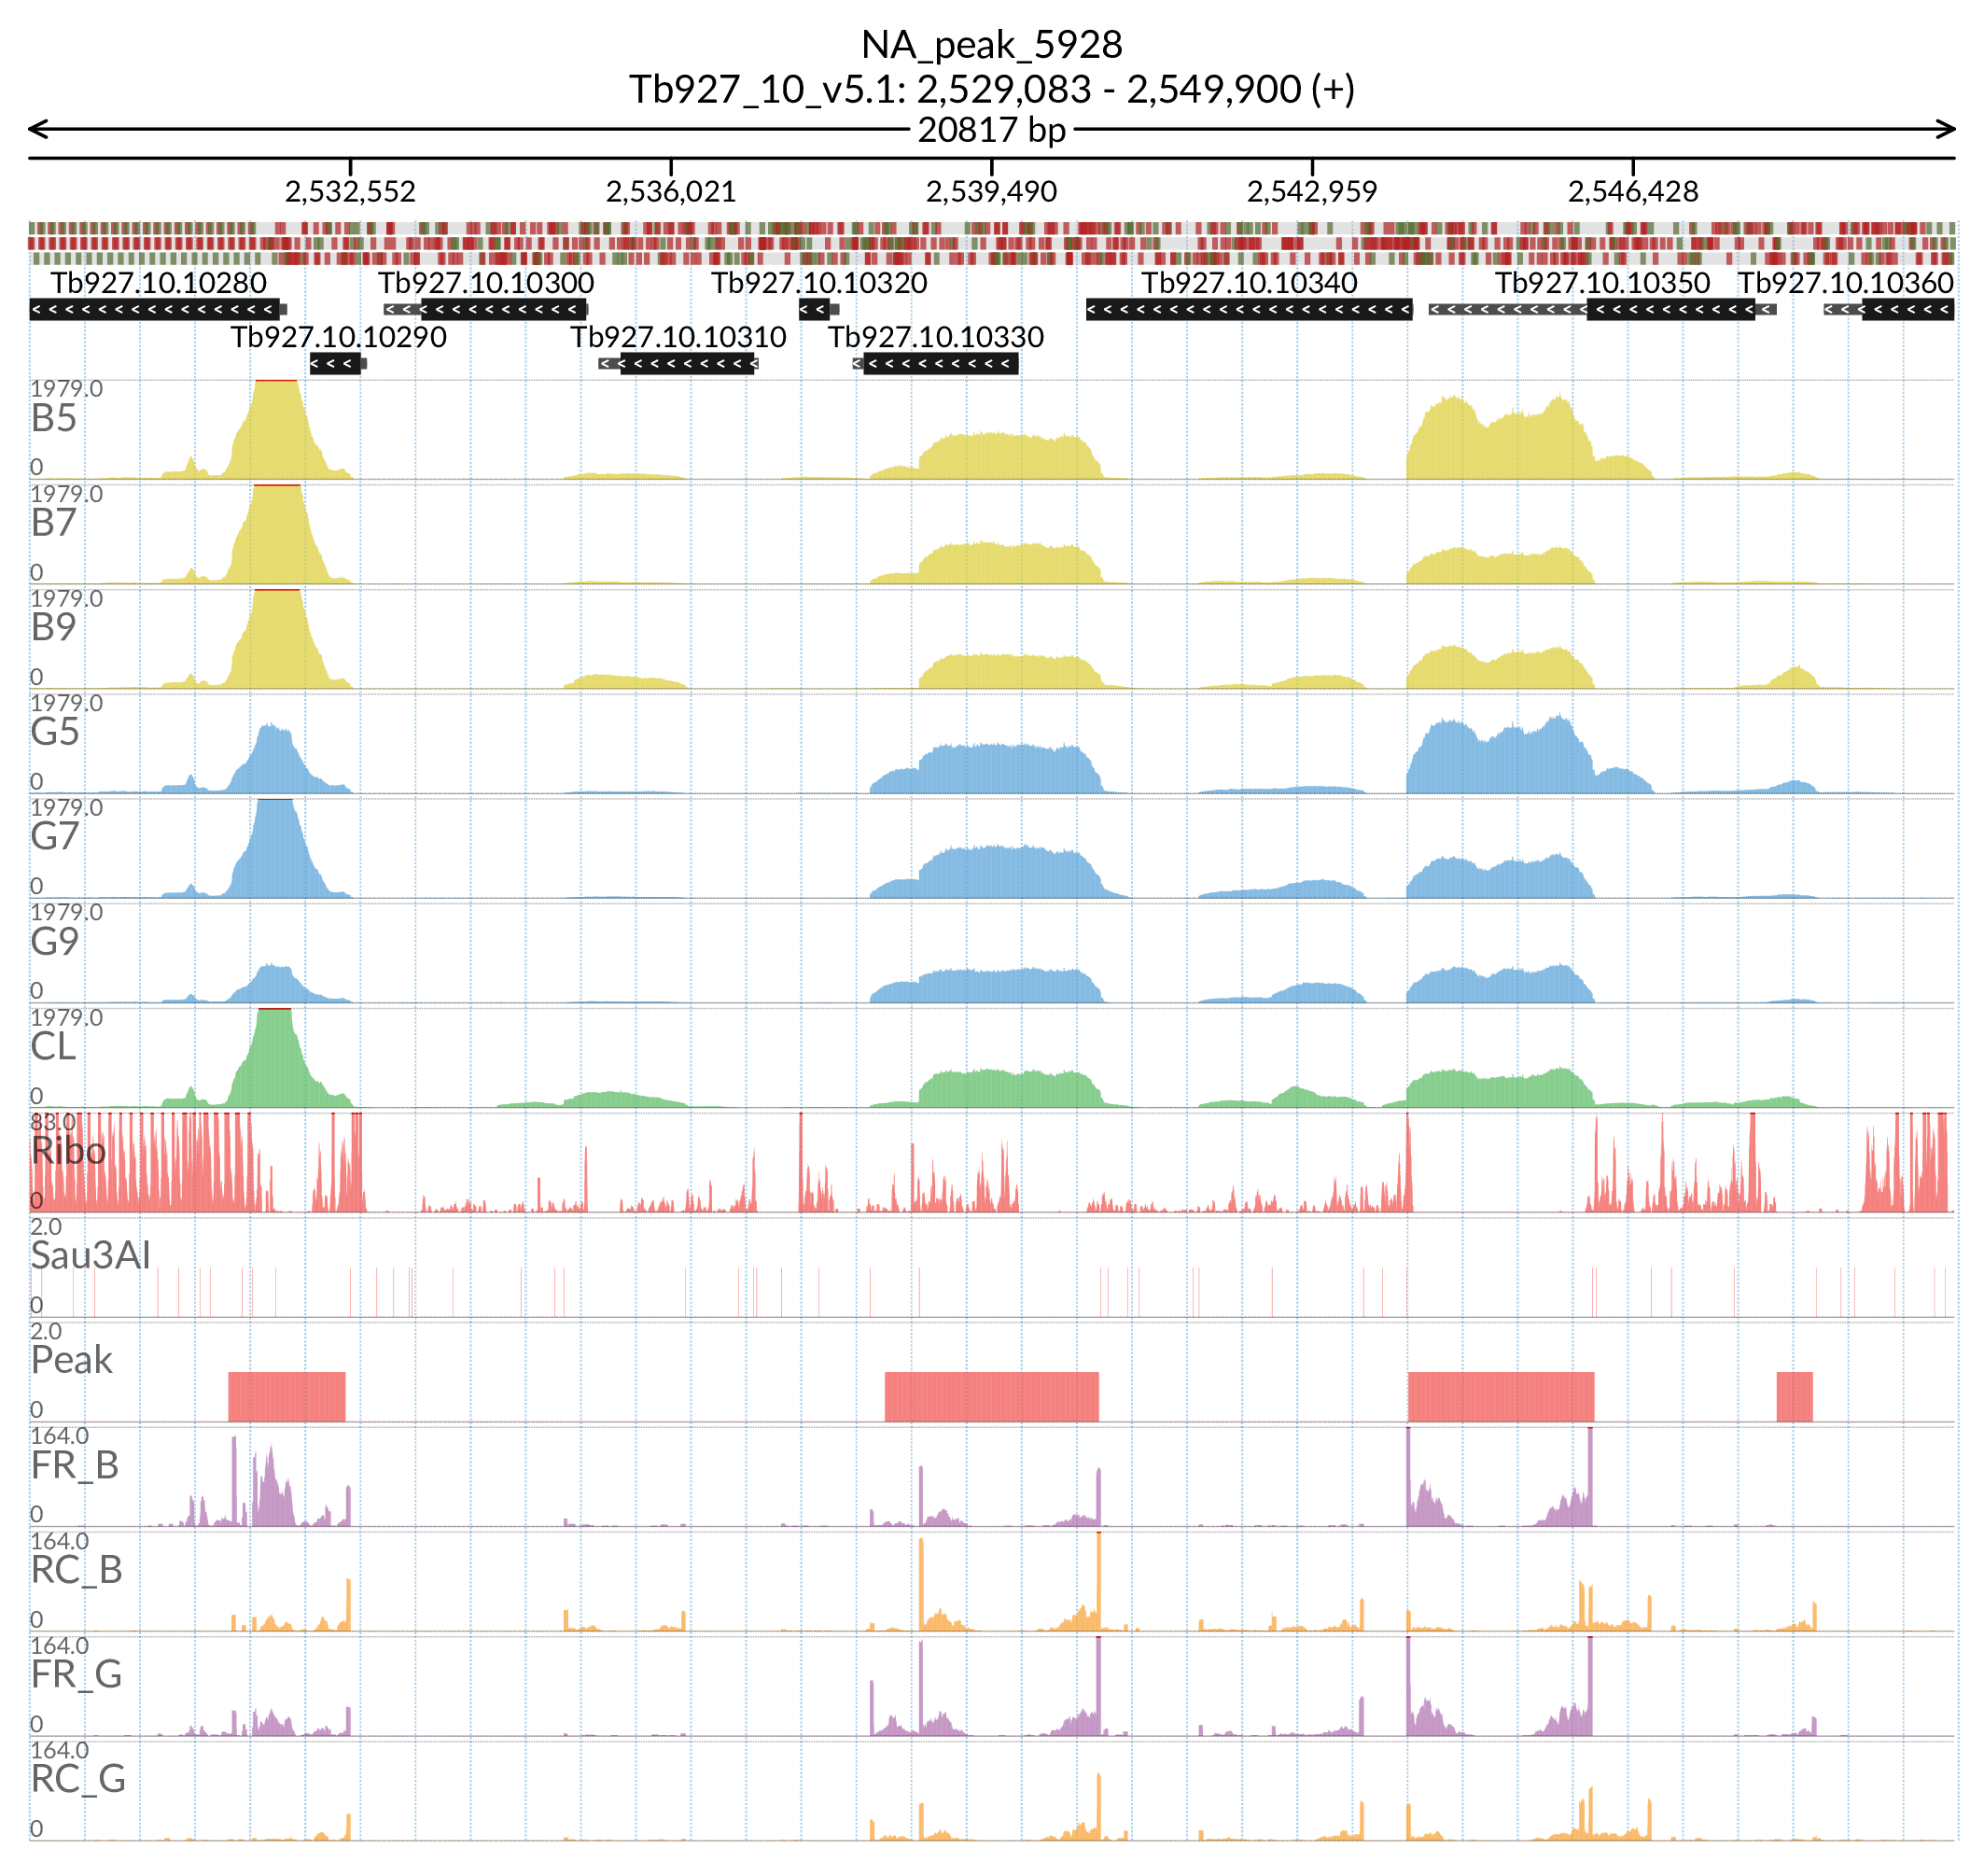 NA_peak_5928
Tb927_10_v5.1: 2,529,083 - 2,549,900 (+)
20817 bp
2,532,552 2,536,021 2,539,490 2,542,959 2,546,428
Tb927.10.10280 Tb927.10.10300 Tb927.10.10320 Tb927.10.10340 Tb927.10.10350 Tb927.10.10360
Tb927.10.10290 Tb927.10.10310 Tb927.10.10330
1979.0
B5
0
1979.0
B7
0
1979.0
B9
0
1979.0
G5
0
1979.0
G7
0
1979.0
G9
0
1979.0
CL
0
83.0
Ribo
0
2.0
Sau3AI
0
2.0
Peak
0
164.0
FR_B
0
164.0
RC_B
0
164.0
FR_G
0
164.0
RC_G
0